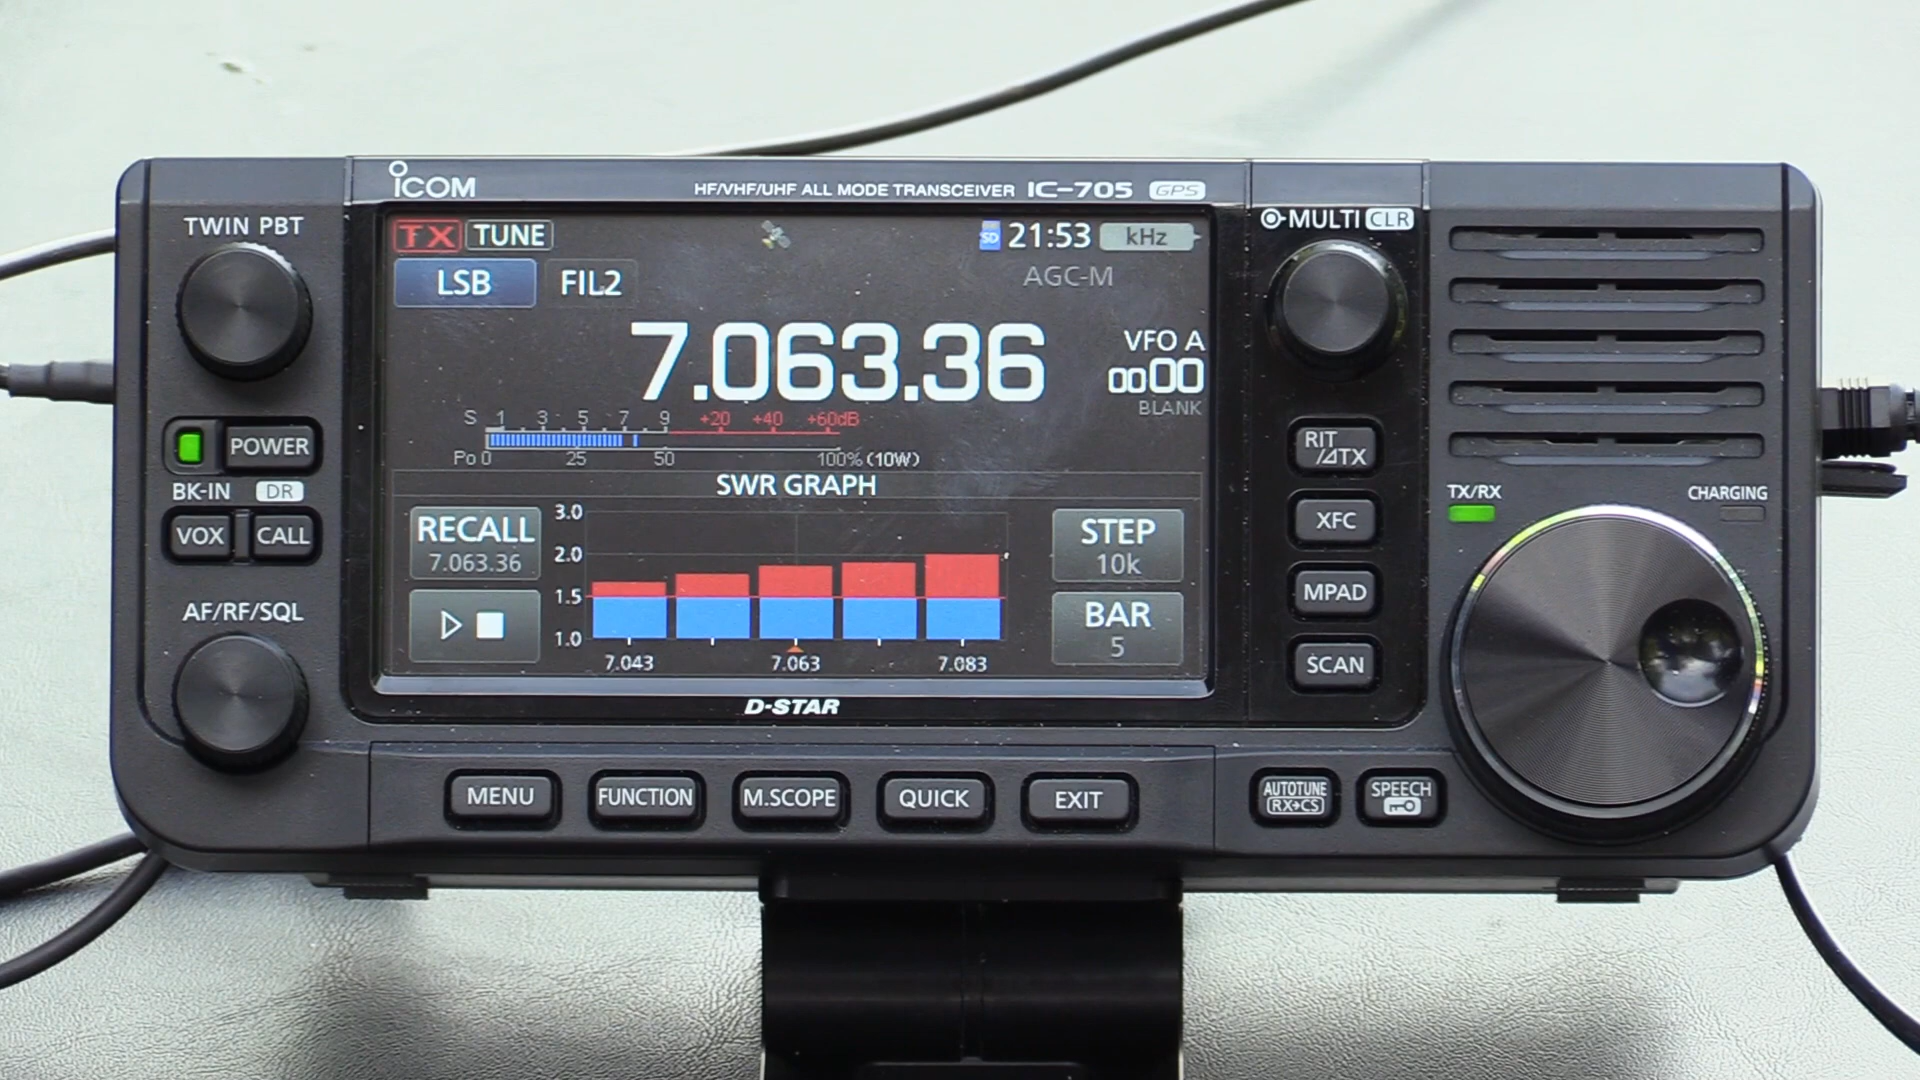 ICOM
HF/VHF/UHF ALL MODE TRANSCEIVER IC-705 GPS
TWIN PBT
MULTI CLR
TX TUNE
SD 21:53 kHz
LSB FIL2
AGC-M
7.063.36
VFO A
0000
BLANK
S 1 3 5 7 9 +20 +40 +60dB
Po 0 25 50 100% (10W)
SWR GRAPH
RECALL
7.063.36
3.0
2.0
1.5
1.0
7.043 7.063 7.083
STEP
10k
BAR
5
POWER
BK-IN DR
VOX CALL
AF/RF/SQL
RIT
/⊿TX
XFC
MPAD
SCAN
TX/RX
CHARGING
D-STAR
MENU FUNCTION M.SCOPE QUICK EXIT
AUTOTUNE
RX→CS
SPEECH